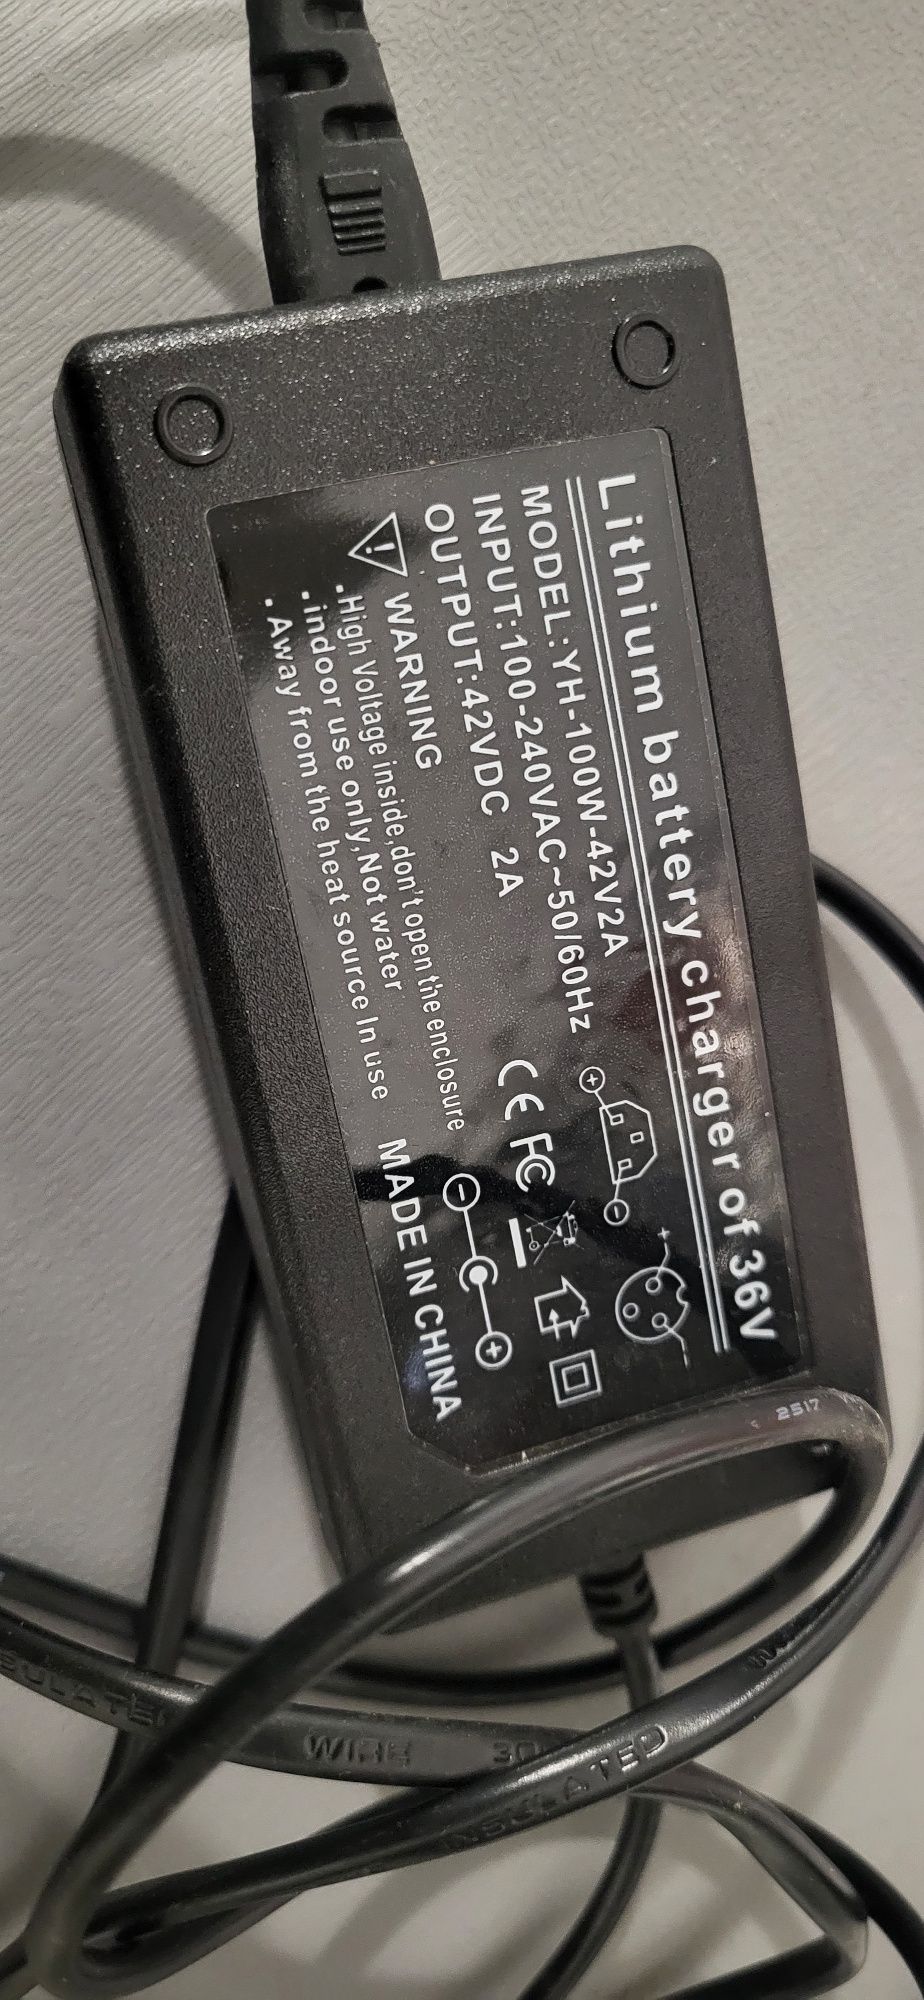 Lithium battery charger of 36V
MODEL:YH-100W-42V2A
INPUT:100-240VAC~50/60Hz
OUTPUT:42VDC 2A
WARNING
.High Voltage inside,don't open the enclosure
.indoor use only,Not water
.Away from the heat source In use
CE FC
MADE IN CHINA
2517
INSULATED
WIRE